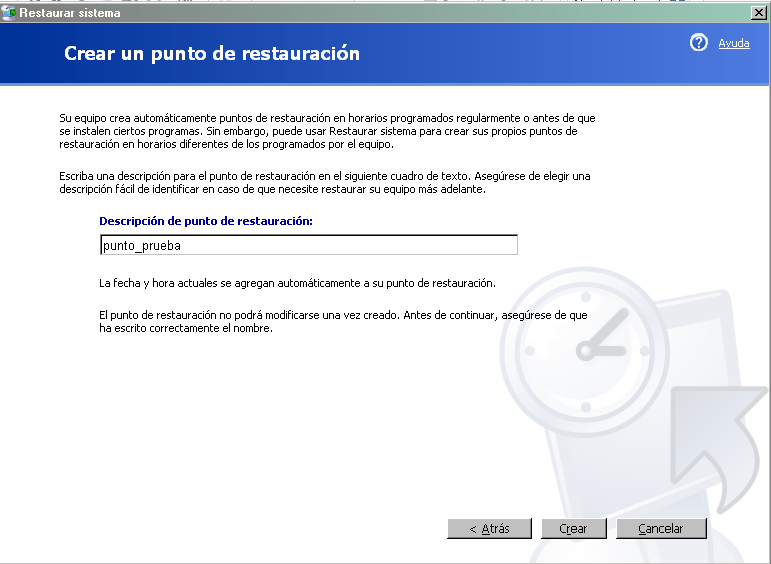 Restaurar sistema
Crear un punto de restauración
Ayuda
Su equipo crea automáticamente puntos de restauración en horarios programados regularmente o antes de que
se instalen ciertos programas. Sin embargo, puede usar Restaurar sistema para crear sus propios puntos de
restauración en horarios diferentes de los programados por el equipo.
Escriba una descripción para el punto de restauración en el siguiente cuadro de texto. Asegúrese de elegir una
descripción fácil de identificar en caso de que necesite restaurar su equipo más adelante.
Descripción de punto de restauración:
punto_prueba
La fecha y hora actuales se agregan automáticamente a su punto de restauración.
El punto de restauración no podrá modificarse una vez creado. Antes de continuar, asegúrese de que
ha escrito correctamente el nombre.
< Atrás
Crear
Cancelar